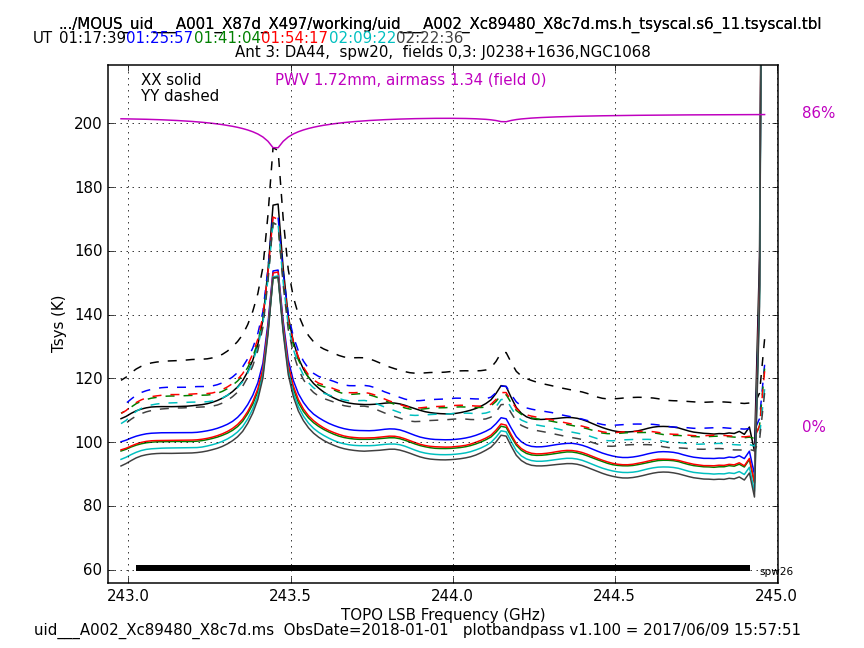 .../MOUS_uid___A001_X87d_X497/working/uid___A002_Xc89480_X8c7d.ms.h_tsyscal.s6_11.tsyscal.tbl
UT 01:17:39 01:25:57 01:41:04 01:54:17 02:09:22 02:22:36
Ant 3: DA44, spw20, fields 0,3: J0238+1636,NGC1068
XX solid
PWV 1.72mm, airmass 1.34 (field 0)
YY dashed
86%
0%
Tsys (K)
200
180
160
140
120
100
80
60
spw26
243.0 243.5 244.0 244.5 245.0
TOPO LSB Frequency (GHz)
uid___A002_Xc89480_X8c7d.ms ObsDate=2018-01-01 plotbandpass v1.100 = 2017/06/09 15:57:51